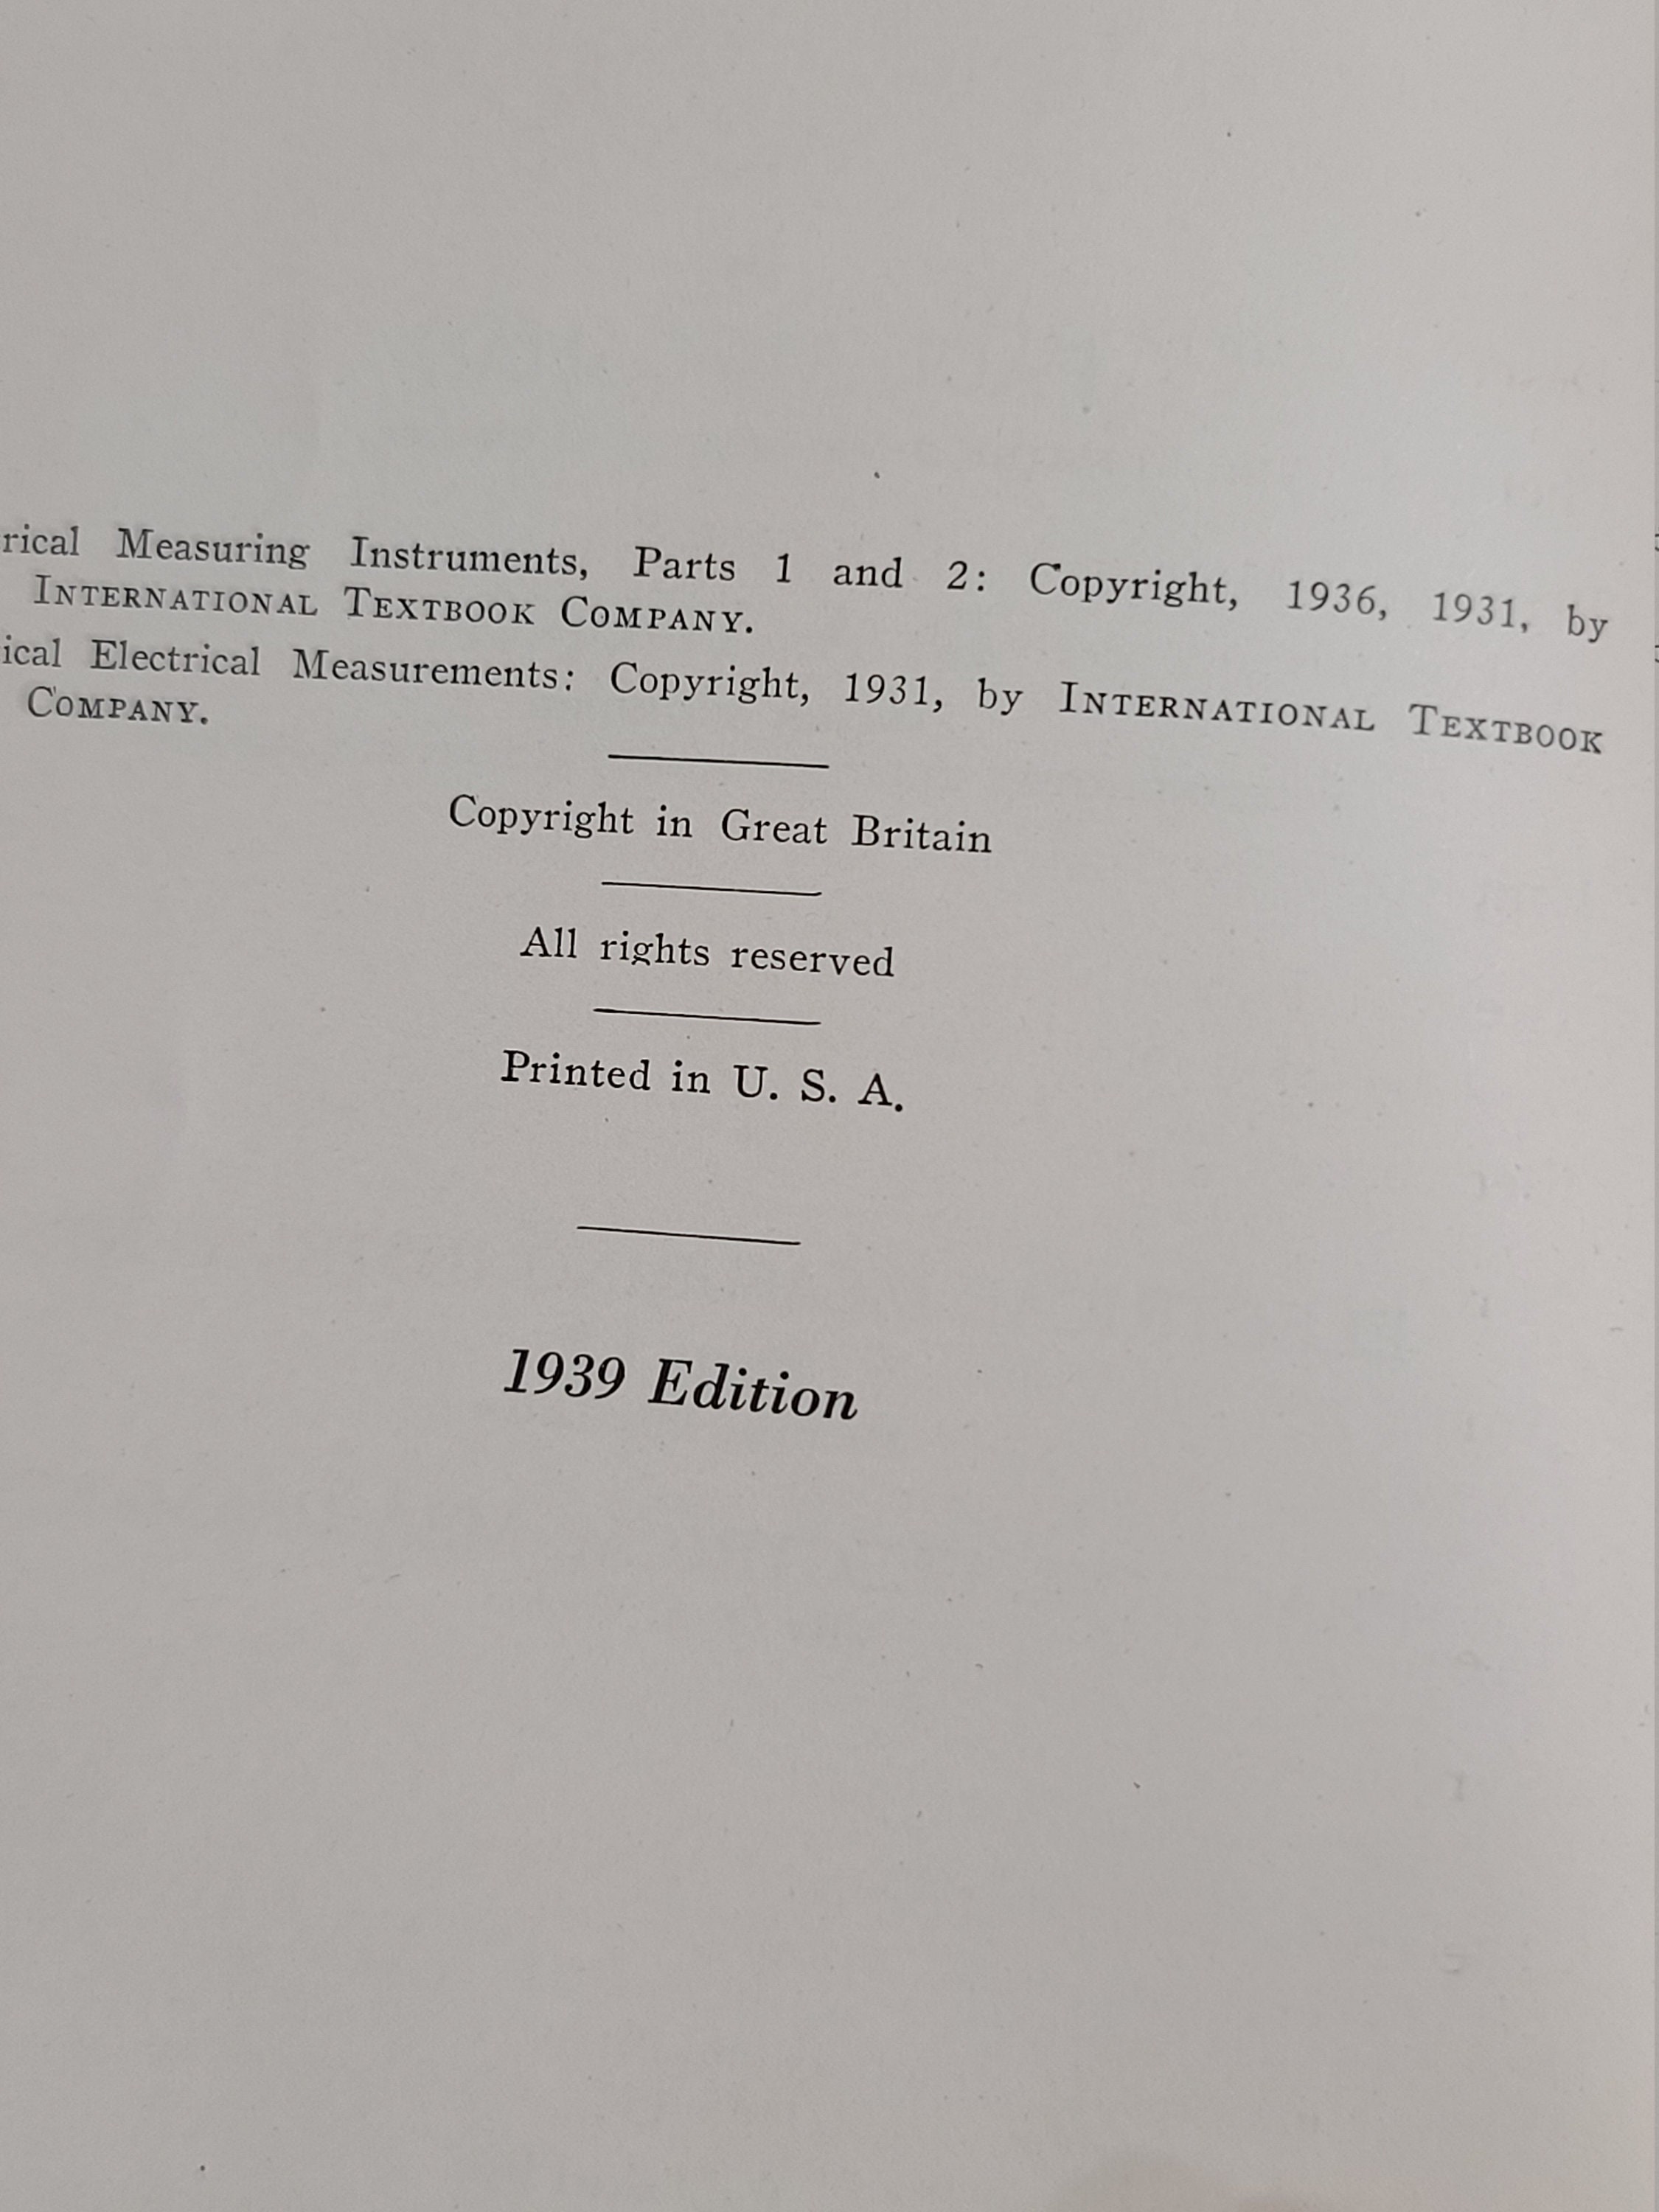 rical Measuring Instruments, Parts 1 and 2: Copyright, 1936, 1931, by
INTERNATIONAL TEXTBOOK COMPANY.
ical Electrical Measurements: Copyright, 1931, by INTERNATIONAL TEXTBOOK
COMPANY.
Copyright in Great Britain
All rights reserved
Printed in U. S. A.
1939 Edition